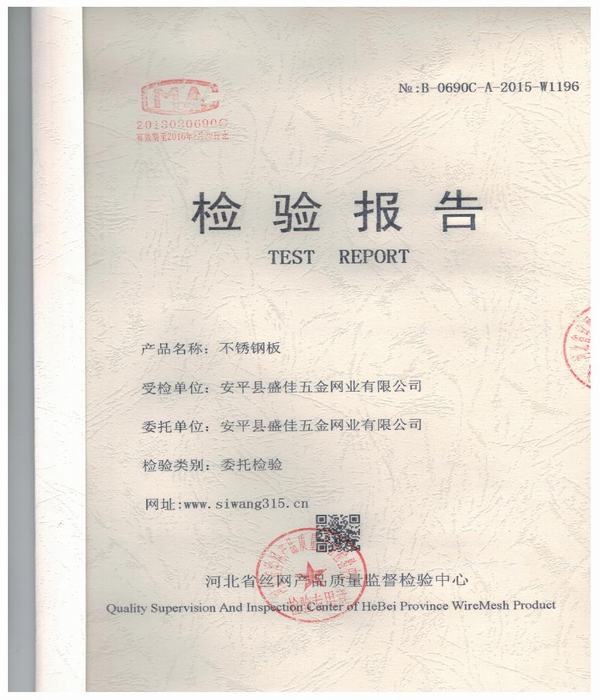 №:B-0690C-A-2015-W1196
MA
2013030690C
检验报告
TEST REPORT
产品名称：不锈钢板
受检单位：安平县盛佳五金网业有限公司
委托单位：安平县盛佳五金网业有限公司
检验类别：委托检验
网址:www.siwang315.cn
河北省丝网产品质量监督检验中心
Quality Supervision And Inspection Center of HeBei Province WireMesh Product